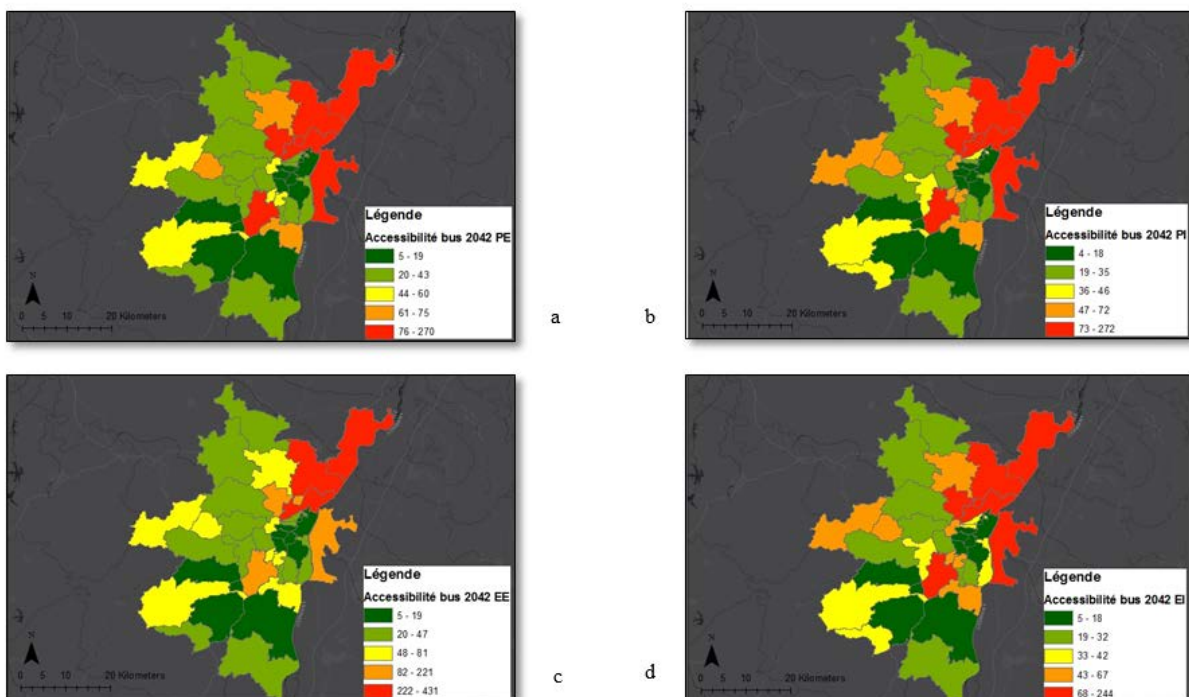 Légende
Accessibilité bus 2042 PE
5 - 19
20 - 43
44 - 60
61 - 75
76 - 270
N
0 5 10 20 Kilometers
a
b
Légende
Accessibilité bus 2042 PI
4 - 18
19 - 35
36 - 46
47 - 72
73 - 272
N
0 5 10 20 Kilometers
Légende
Accessibilité bus 2042 EE
5 - 19
20 - 47
48 - 81
82 - 221
222 - 431
N
0 5 10 20 Kilometers
c
d
Légende
Accessibilité bus 2042 EI
5 - 18
19 - 32
33 - 42
43 - 67
68 - 244
N
0 5 10 20 Kilometers